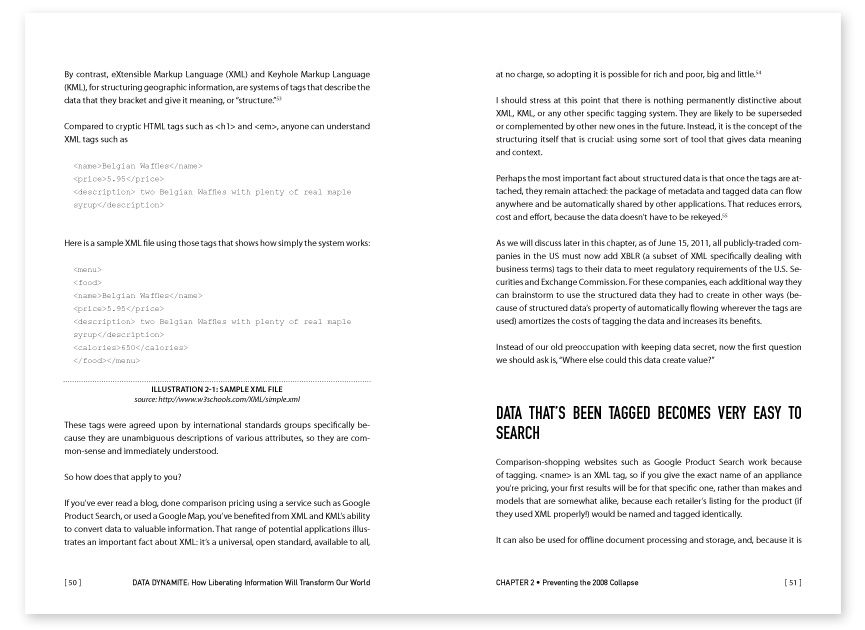 By contrast, eXtensible Markup Language (XML) and Keyhole Markup Language
(KML), for structuring geographic information, are systems of tags that describe the
data that they bracket and give it meaning, or “structure.”53
Compared to cryptic HTML tags such as <h1> and <em>, anyone can understand
XML tags such as
<name>Belgian Waffles</name>
<price>5.95</price>
<description> two Belgian Waffles with plenty of real maple
syrup</description>
Here is a sample XML file using those tags that shows how simply the system works:
<menu>
<food>
<name>Belgian Waffles</name>
<price>5.95</price>
<description> two Belgian Waffles with plenty of real maple
syrup</description>
<calories>650</calories>
</food></menu>
ILLUSTRATION 2-1: SAMPLE XML FILE
source: http://www.w3schools.com/XML/simple.xml
These tags were agreed upon by international standards groups specifically be-
cause they are unambiguous descriptions of various attributes, so they are com-
mon-sense and immediately understood.
So how does that apply to you?
If you’ve ever read a blog, done comparison pricing using a service such as Google
Product Search, or used a Google Map, you’ve benefited from XML and KML’s ability
to convert data to valuable information. That range of potential applications illus-
trates an important fact about XML: it’s a universal, open standard, available to all,
[ 50 ] DATA DYNAMITE: How Liberating Information Will Transform Our World
at no charge, so adopting it is possible for rich and poor, big and little.54
I should stress at this point that there is nothing permanently distinctive about
XML, KML, or any other specific tagging system. They are likely to be superseded
or complemented by other new ones in the future. Instead, it is the concept of the
structuring itself that is crucial: using some sort of tool that gives data meaning
and context.
Perhaps the most important fact about structured data is that once the tags are at-
tached, they remain attached: the package of metadata and tagged data can flow
anywhere and be automatically shared by other applications. That reduces errors,
cost and effort, because the data doesn’t have to be rekeyed.55
As we will discuss later in this chapter, as of June 15, 2011, all publicly-traded com-
panies in the US must now add XBLR (a subset of XML specifically dealing with
business terms) tags to their data to meet regulatory requirements of the U.S. Se-
curities and Exchange Commission. For these companies, each additional way they
can brainstorm to use the structured data they had to create in other ways (be-
cause of structured data’s property of automatically flowing wherever the tags are
used) amortizes the costs of tagging the data and increases its benefits.
Instead of our old preoccupation with keeping data secret, now the first question
we should ask is, “Where else could this data create value?”
DATA THAT’S BEEN TAGGED BECOMES VERY EASY TO
SEARCH
Comparison-shopping websites such as Google Product Search work because
of tagging. <name> is an XML tag, so if you give the exact name of an appliance
you’re pricing, your first results will be for that specific one, rather than makes and
models that are somewhat alike, because each retailer’s listing for the product (if
they used XML properly!) would be named and tagged identically.
It can also be used for offline document processing and storage, and, because it is
CHAPTER 2 • Preventing the 2008 Collapse [ 51 ]